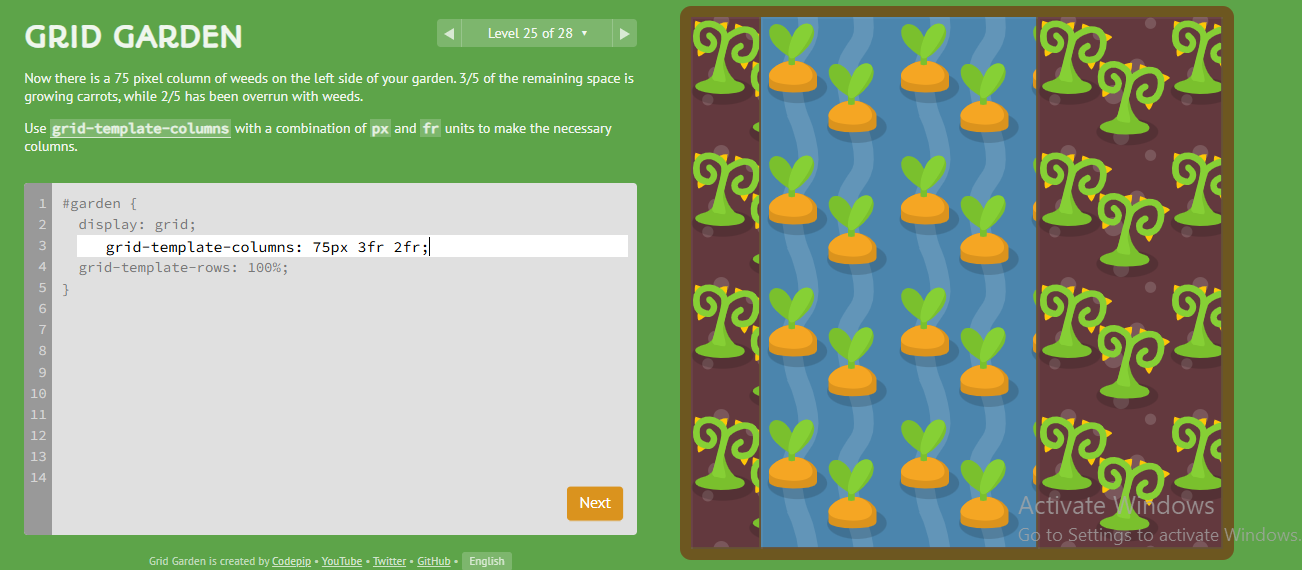 GRID GARDEN
◀ Level 25 of 28 ▼ ▶
Now there is a 75 pixel column of weeds on the left side of your garden. 3/5 of the remaining space is
growing carrots, while 2/5 has been overrun with weeds.
Use grid-template-columns with a combination of px and fr units to make the necessary
columns.
1 #garden {
2 display: grid;
3 grid-template-columns: 75px 3fr 2fr;
4 grid-template-rows: 100%;
5 }
6
7
8
9
10
11
12
13
14
Next
Activate Windows
Go to Settings to activate Windows.
Grid Garden is created by Codepip • YouTube • Twitter • GitHub • English